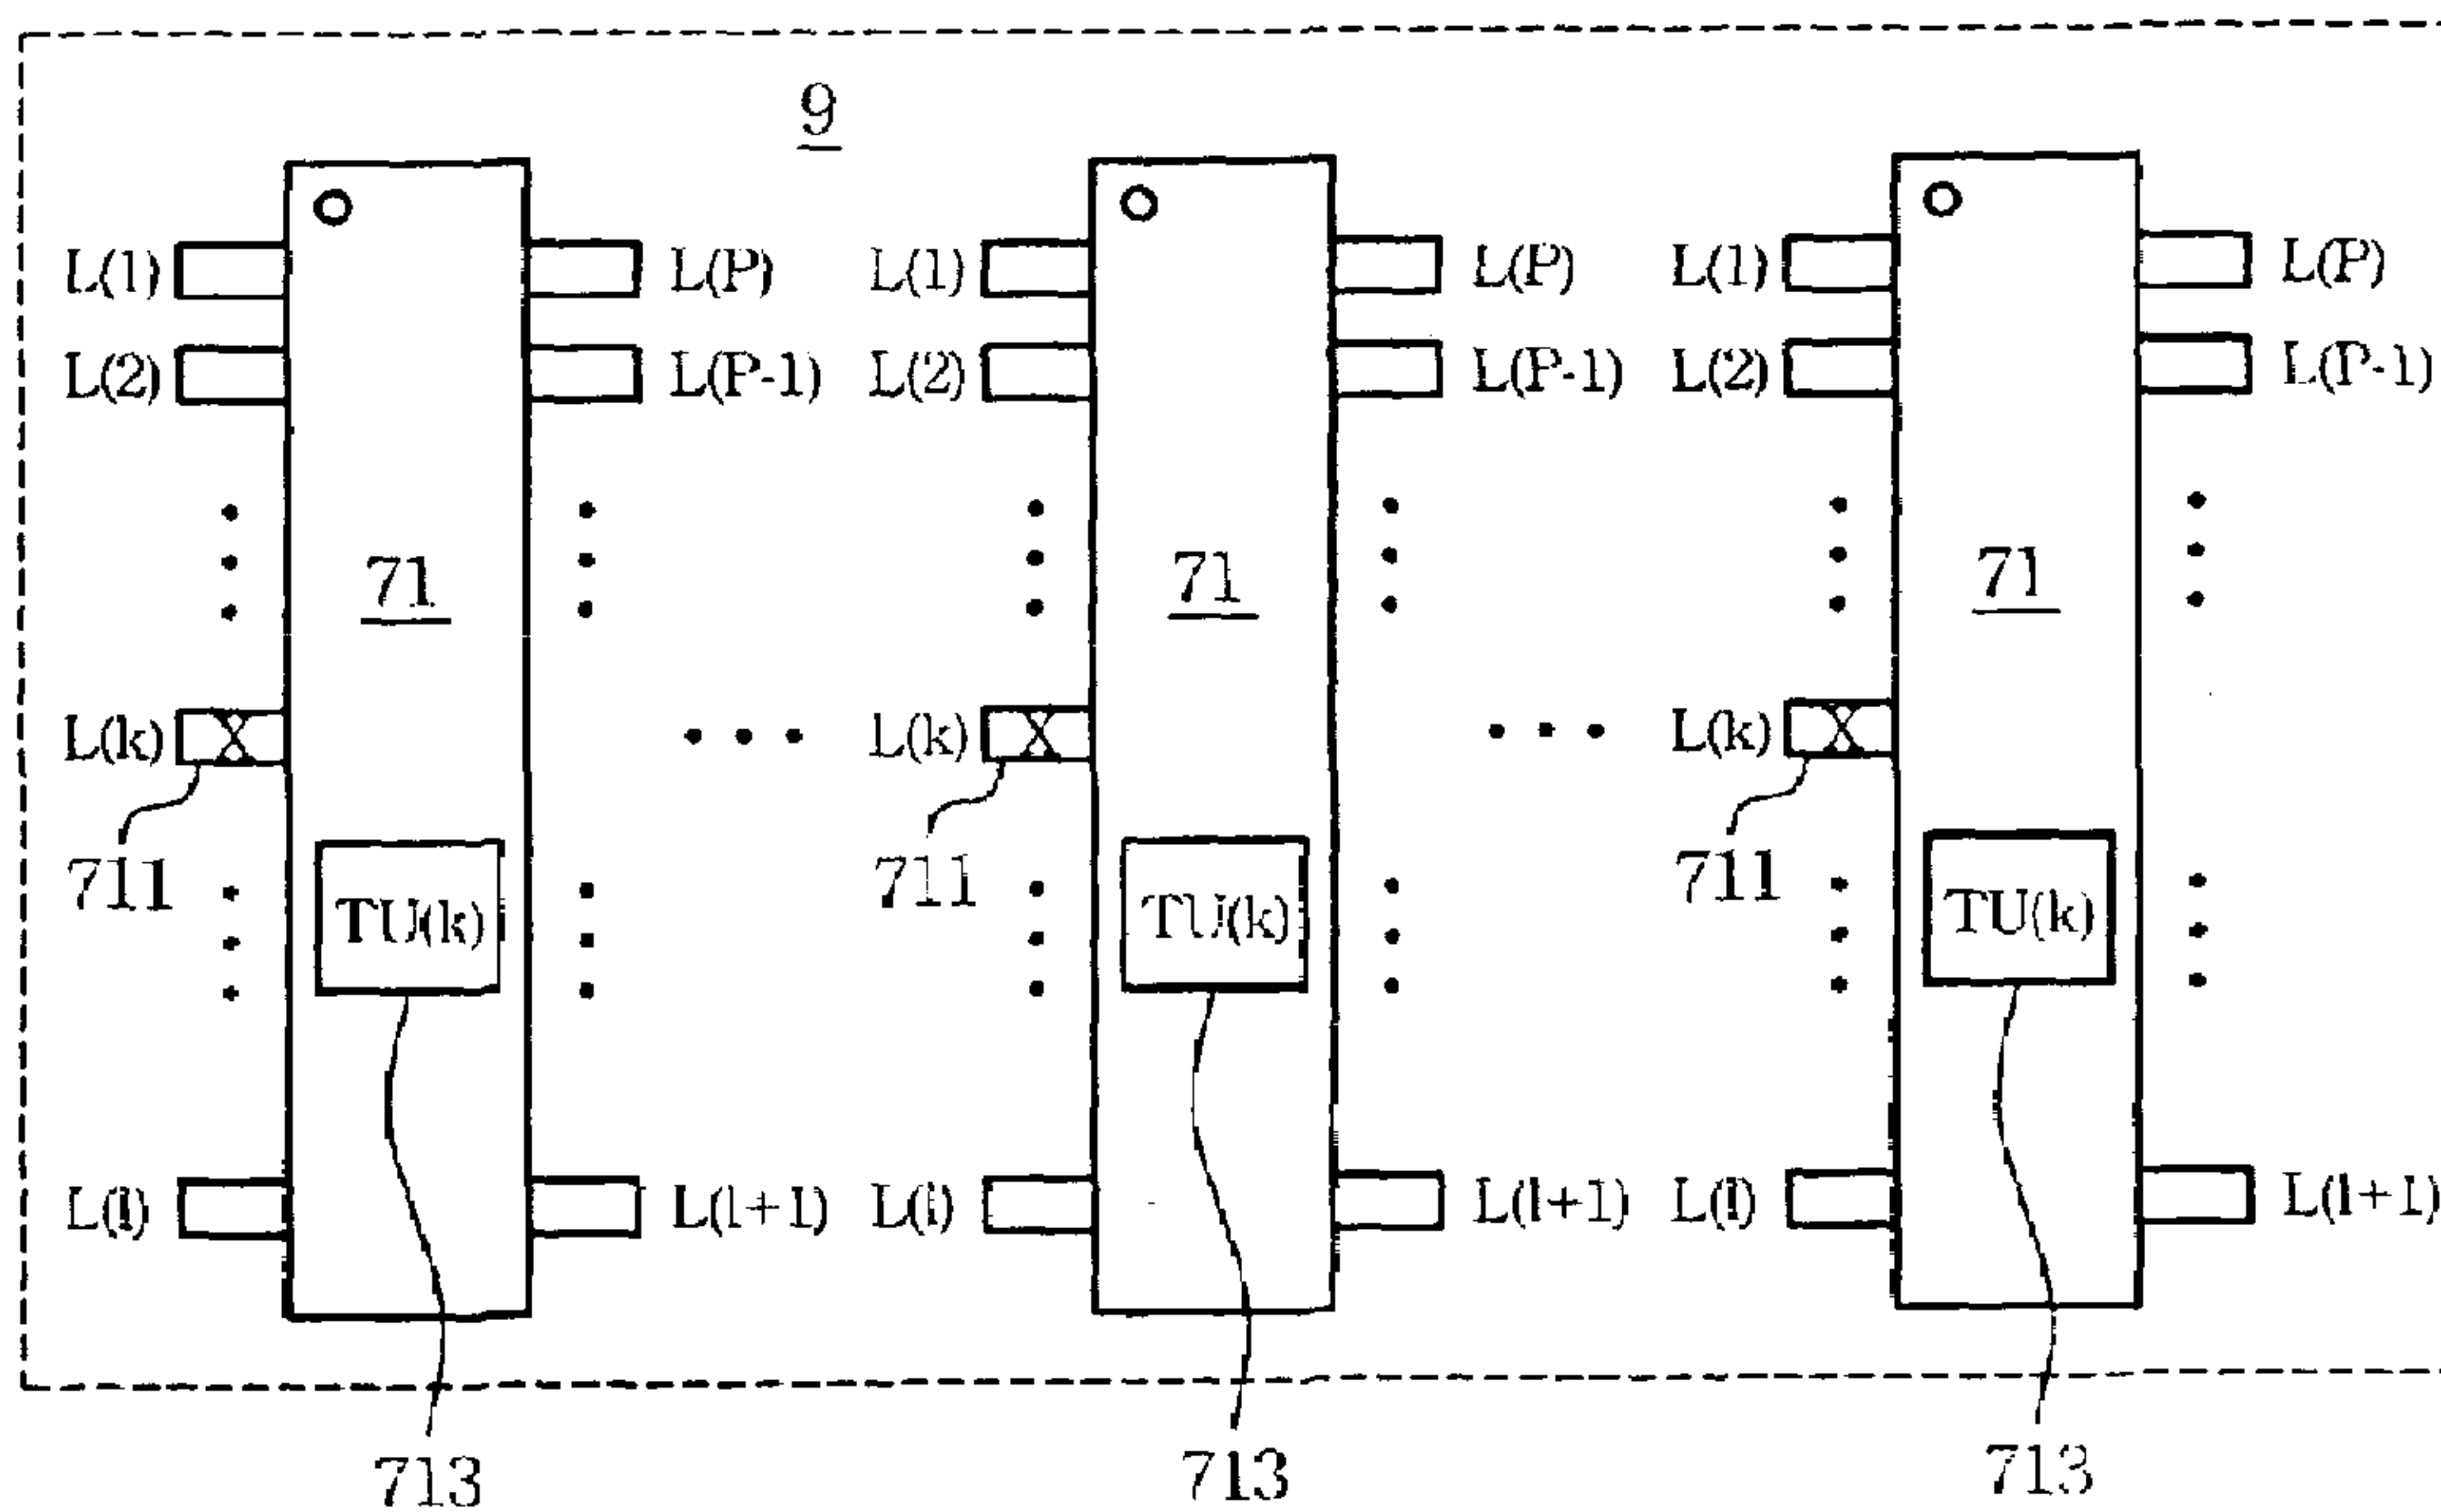 9
L(1) L(P) L(1) L(P) L(1) L(P)
L(2) L(P-1) L(2) L(P-1) L(2) L(P-1)
71 71 71
L(k) X L(k) X L(k) X
711 711 711
TU(k) TU(k) TU(k)
L(l) L(l+1) L(l) L(l+1) L(l) L(l+1)
713 713 713